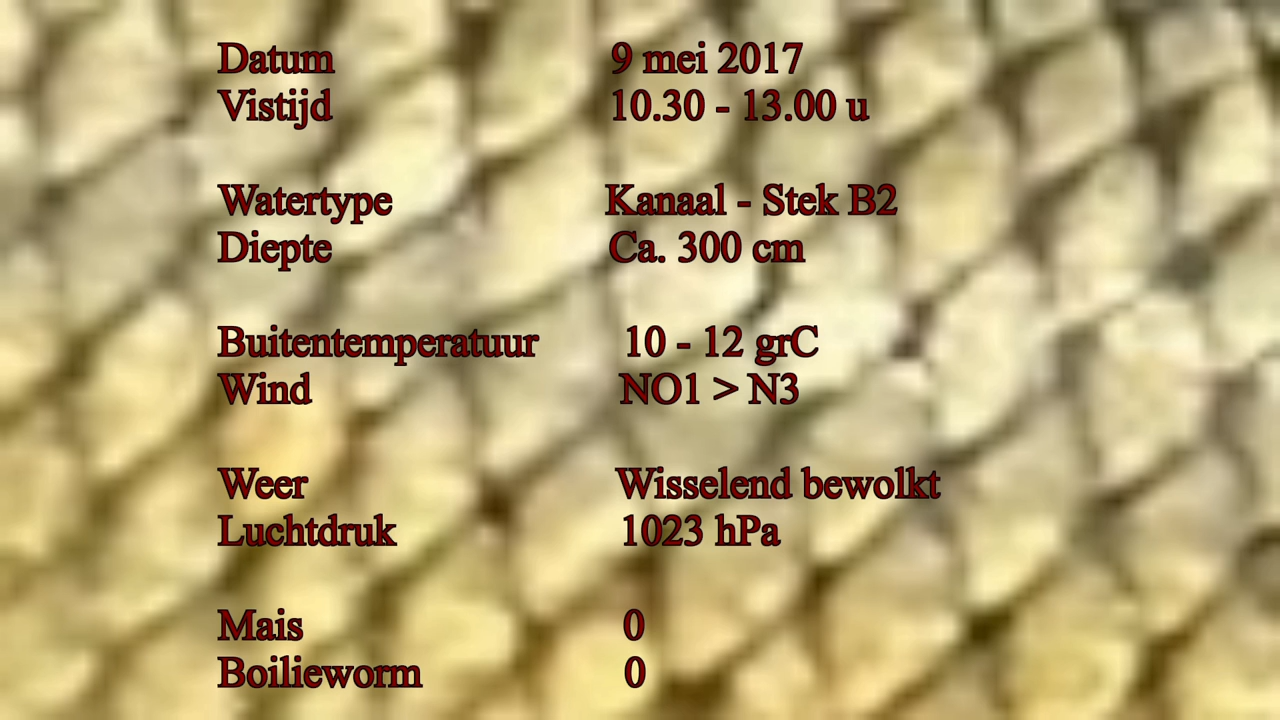 Datum 9 mei 2017
Vistijd 10.30 - 13.00 u
Watertype Kanaal - Stek B2
Diepte Ca. 300 cm
Buitentemperatuur 10 - 12 grC
Wind NO1 > N3
Weer Wisselend bewolkt
Luchtdruk 1023 hPa
Mais 0
Boilieworm 0